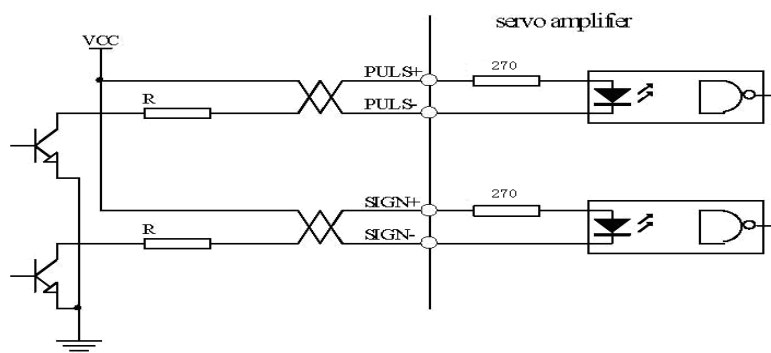 servo amplifier
VCC
PULS+
270
R
PULS-
SIGN+
270
R
SIGN-